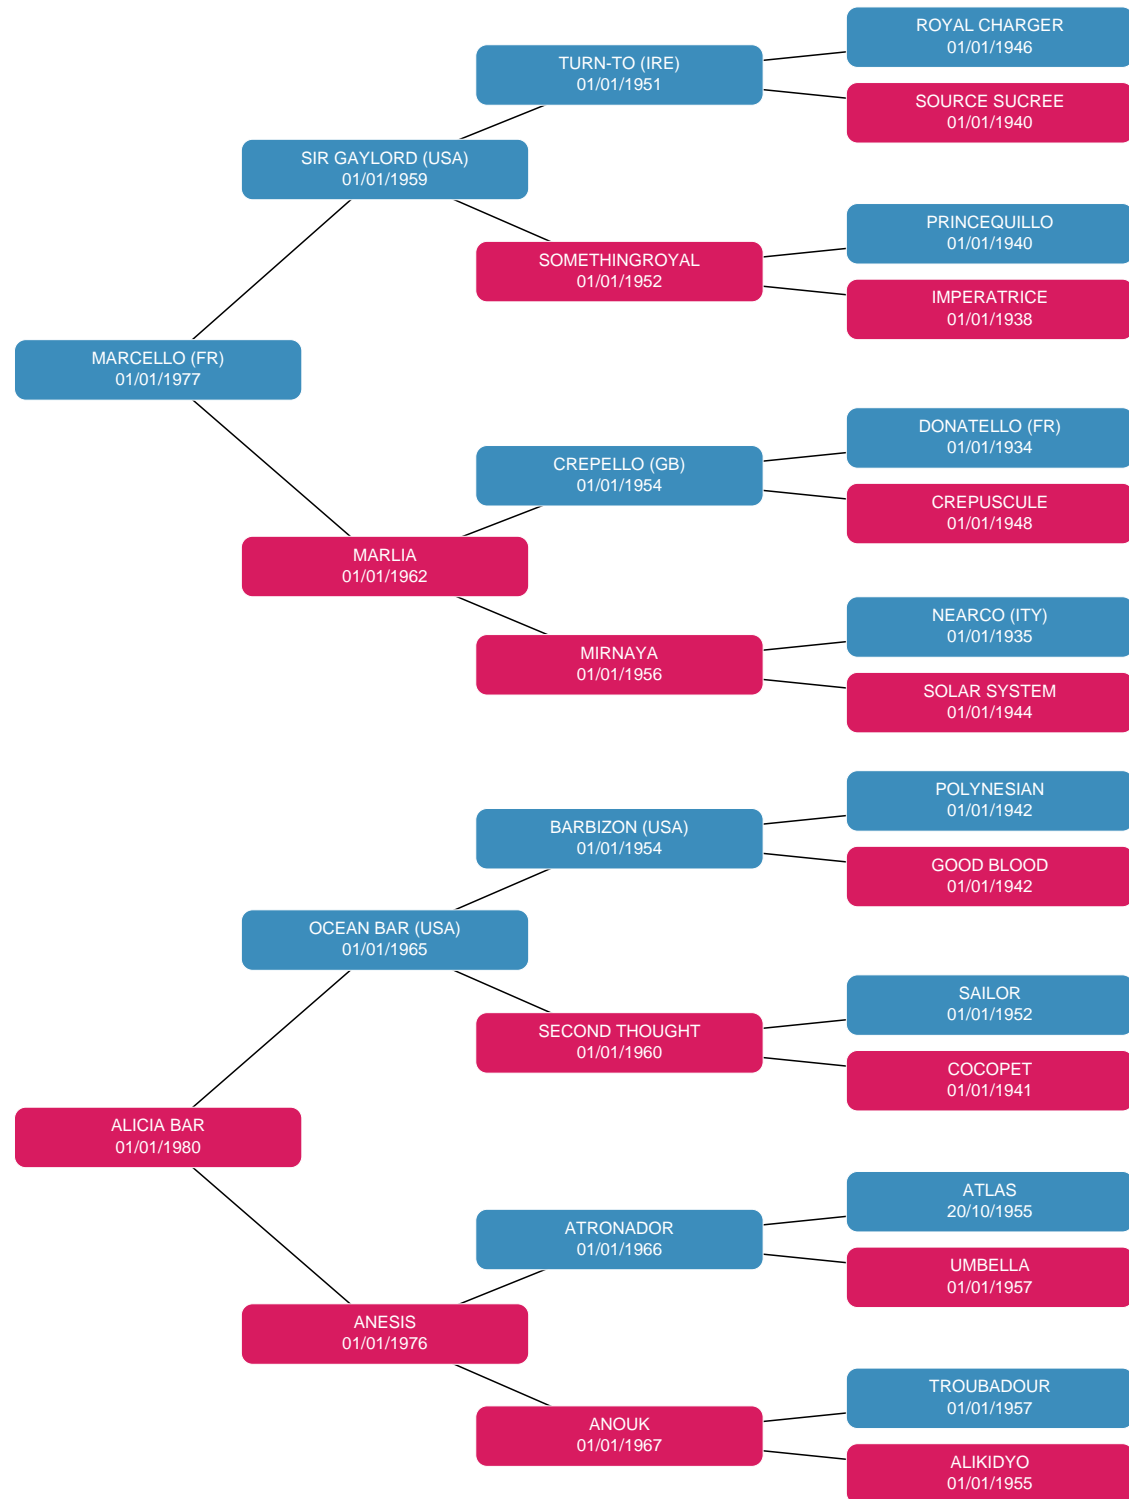 ROYAL CHARGER
01/01/1946
TURN-TO (IRE)
01/01/1951
SOURCE SUCREE
01/01/1940
SIR GAYLORD (USA)
01/01/1959
PRINCEQUILLO
01/01/1940
SOMETHINGROYAL
01/01/1952
IMPERATRICE
01/01/1938
MARCELLO (FR)
01/01/1977
DONATELLO (FR)
01/01/1934
CREPELLO (GB)
01/01/1954
CREPUSCULE
01/01/1948
MARLIA
01/01/1962
NEARCO (ITY)
01/01/1935
MIRNAYA
01/01/1956
SOLAR SYSTEM
01/01/1944
POLYNESIAN
01/01/1942
BARBIZON (USA)
01/01/1954
GOOD BLOOD
01/01/1942
OCEAN BAR (USA)
01/01/1965
SAILOR
01/01/1952
SECOND THOUGHT
01/01/1960
COCOPET
01/01/1941
ALICIA BAR
01/01/1980
ATLAS
20/10/1955
ATRONADOR
01/01/1966
UMBELLA
01/01/1957
ANESIS
01/01/1976
TROUBADOUR
01/01/1957
ANOUK
01/01/1967
ALIKIDYO
01/01/1955